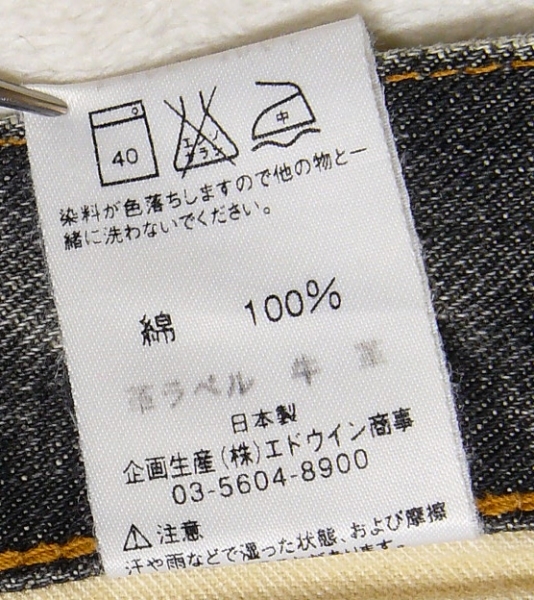 40
エンソ
サラシ
中
染料が色落ちしますので他の物と一
緒に洗わないでください。
綿 100%
革ラベル 牛 革
日本製
企画生産(株)エドウイン商事
03-5604-8900
⚠ 注意
汗や雨などで湿った状態、および摩擦